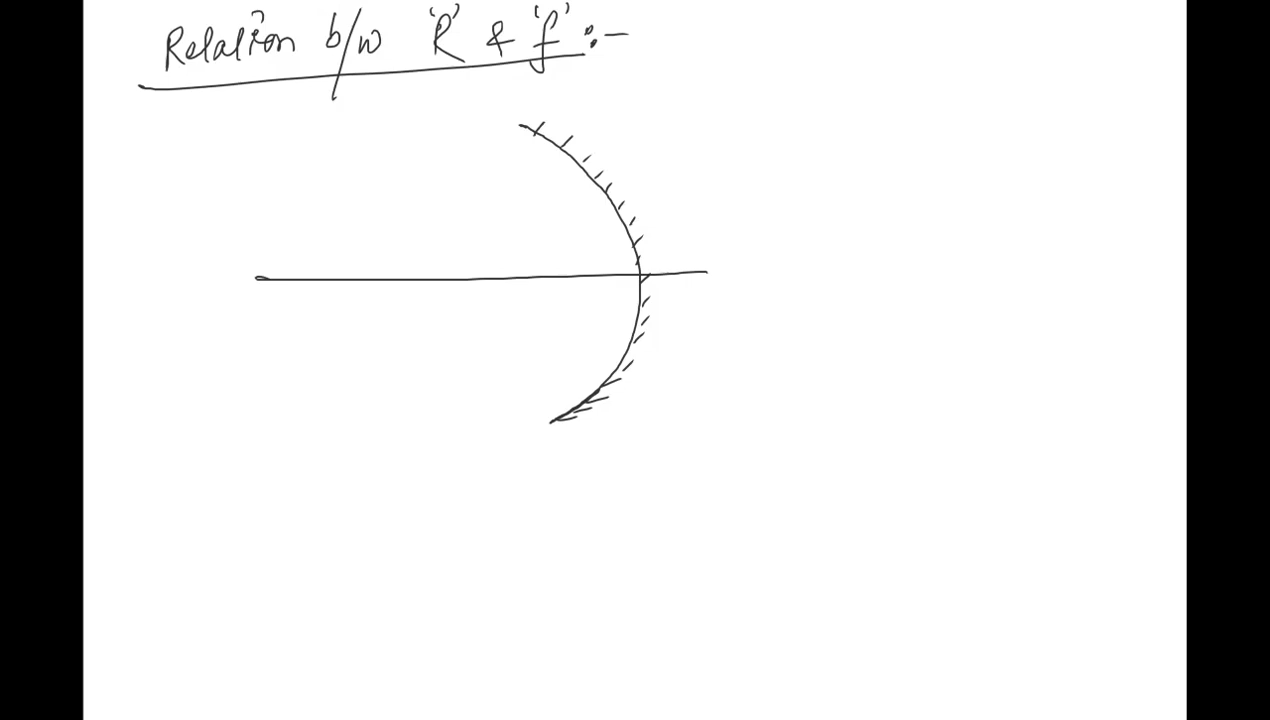 Relation b/w 'R' & 'f' :-